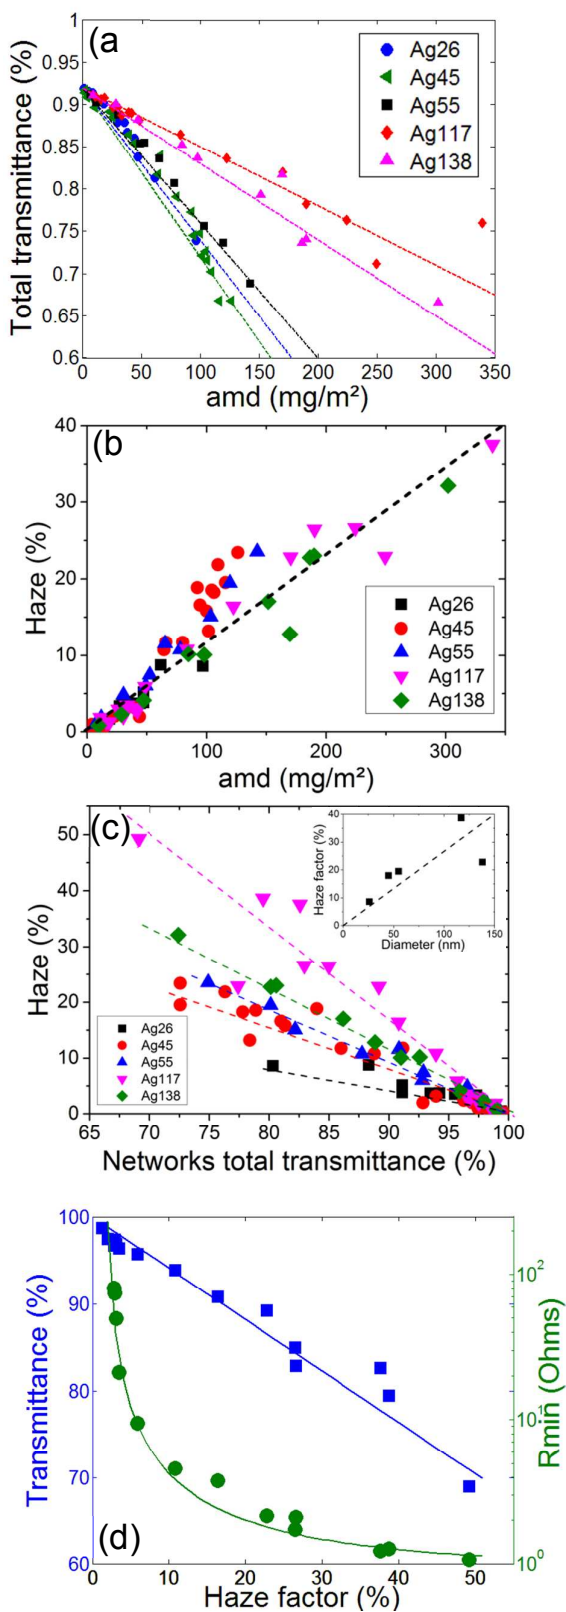 (a)
Ag26
Ag45
Ag55
Ag117
Ag138
Total transmittance (%)
1
0.95
0.9
0.85
0.8
0.75
0.7
0.65
0.6
0 50 100 150 200 250 300 350
amd (mg/m²)
(b)
Haze (%)
40
30
20
10
0
Ag26
Ag45
Ag55
Ag117
Ag138
0 100 200 300
amd (mg/m²)
(c)
Haze (%)
50
40
30
20
10
0
Haze factor (%)
40
30
20
10
0
0 50 100 150
Diameter (nm)
Ag26
Ag45
Ag55
Ag117
Ag138
65 70 75 80 85 90 95 100
Networks total transmittance (%)
Transmittance (%)
100
90
80
70
60
10²
10¹
10⁰
Rmin (Ohms)
(d)
0 10 20 30 40 50
Haze factor (%)